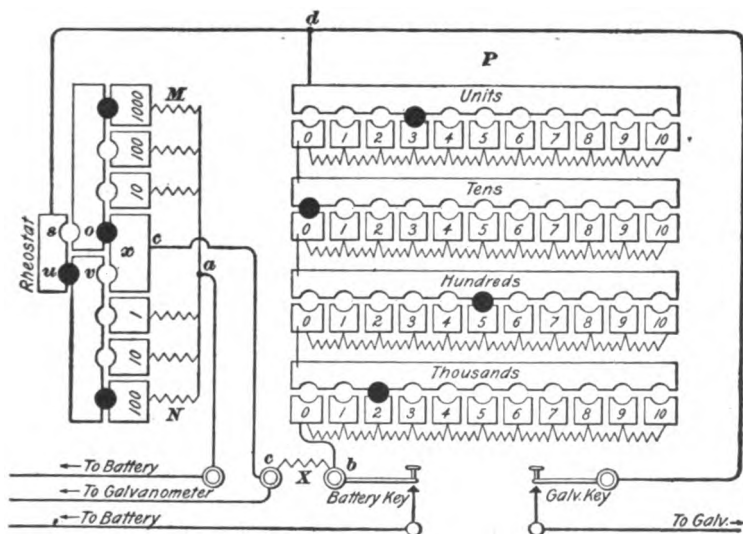 d
P
M
1000
100
10
Units
0 1 2 3 4 5 6 7 8 9 10
Tens
0 1 2 3 4 5 6 7 8 9 10
Rheostat
s o x c
u v a
Hundreds
0 1 2 3 4 5 6 7 8 9 10
1
10
100
N
Thousands
0 1 2 3 4 5 6 7 8 9 10
To Battery
c X b
To Galvanometer
Battery Key
Galv. Key
To Battery
To Galv.